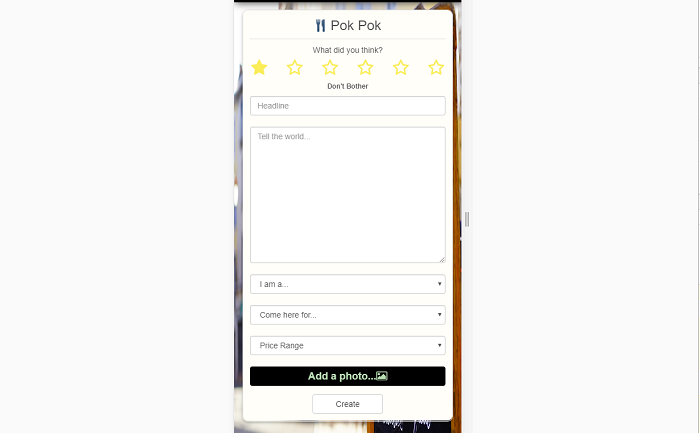 Pok Pok
What did you think?
Don't Bother
Headline
Tell the world...
I am a...
Come here for...
Price Range
Add a photo...
Create